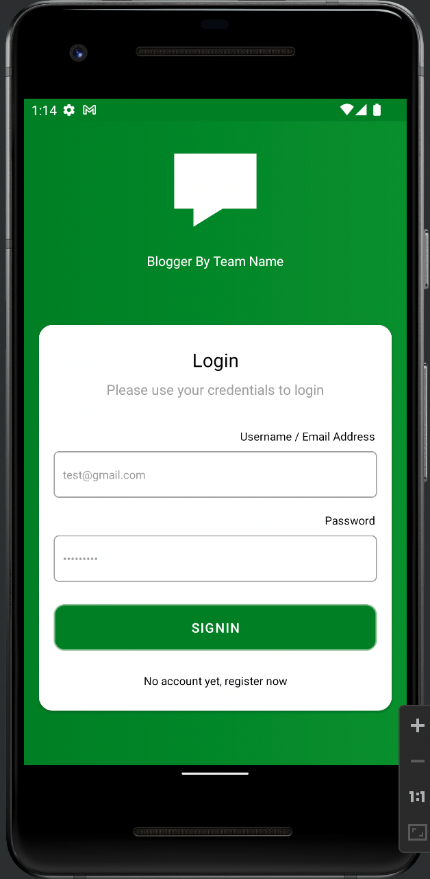 1:14
Blogger By Team Name
Login
Please use your credentials to login
Username / Email Address
test@gmail.com
Password
•••••••••
SIGNIN
No account yet, register now
1:1